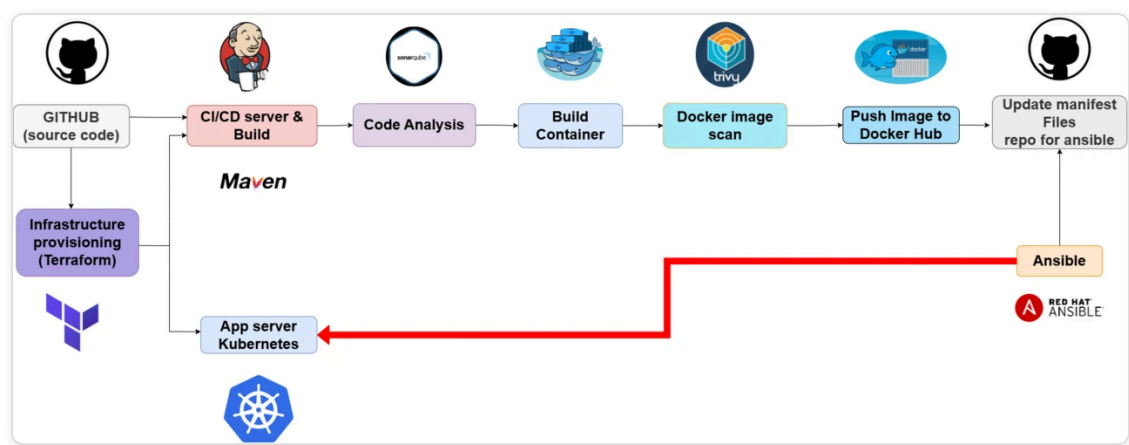 sonarqube
docker
trivy
GITHUB
(source code)
CI/CD server &
Build
Code Analysis
Build
Container
Docker image
scan
Push Image to
Docker Hub
Update manifest
Files
repo for ansible
Maven
Infrastructure
provisioning
(Terraform)
Ansible
RED HAT
ANSIBLE
App server
Kubernetes